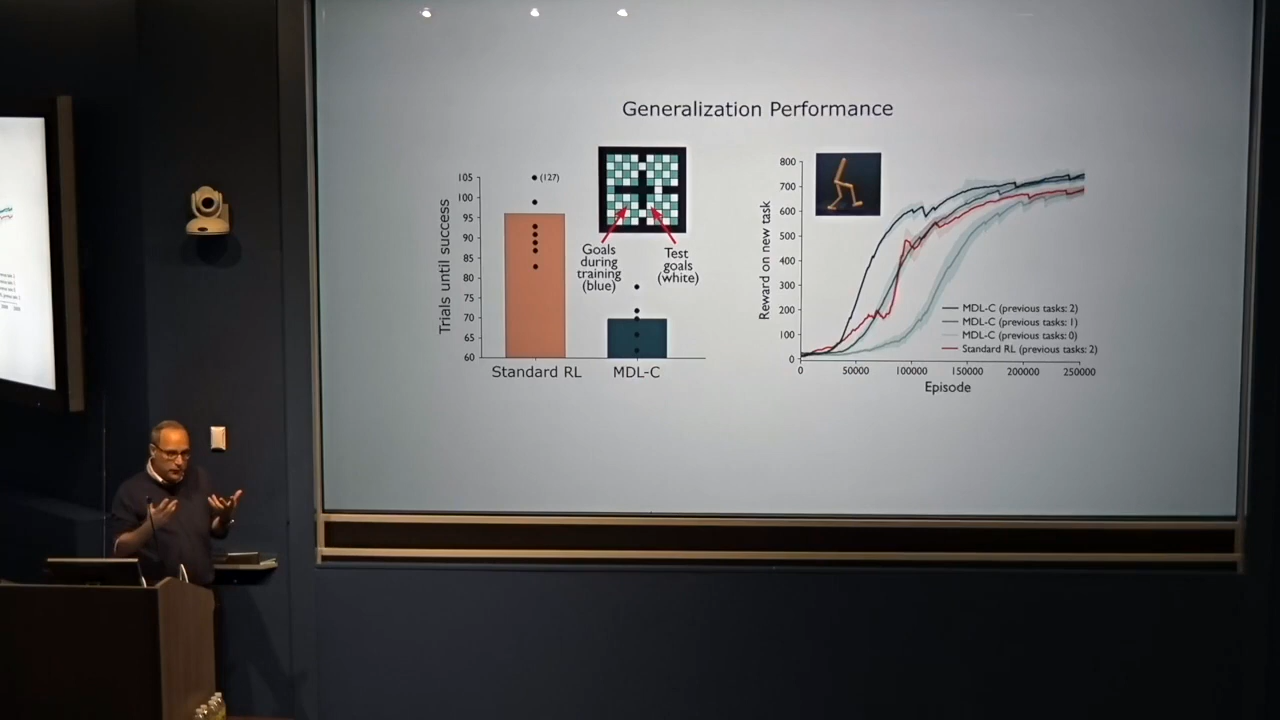 Generalization Performance
Trials until success
105
100
95
90
85
80
75
70
65
60
(127)
Goals
during
training
(blue)
Test
goals
(white)
Standard RL
MDL-C
Reward on new task
800
700
600
500
400
300
200
100
0
MDL-C (previous tasks: 2)
MDL-C (previous tasks: 1)
MDL-C (previous tasks: 0)
Standard RL (previous tasks: 2)
0 50000 100000 150000 200000 250000
Episode